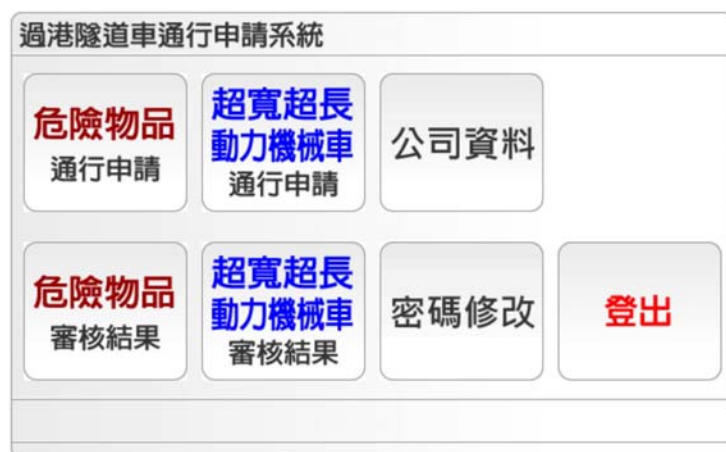 過港隧道車通行申請系統
危險物品
通行申請
超寬超長
動力機械車
通行申請
公司資料
危險物品
審核結果
超寬超長
動力機械車
審核結果
密碼修改
登出